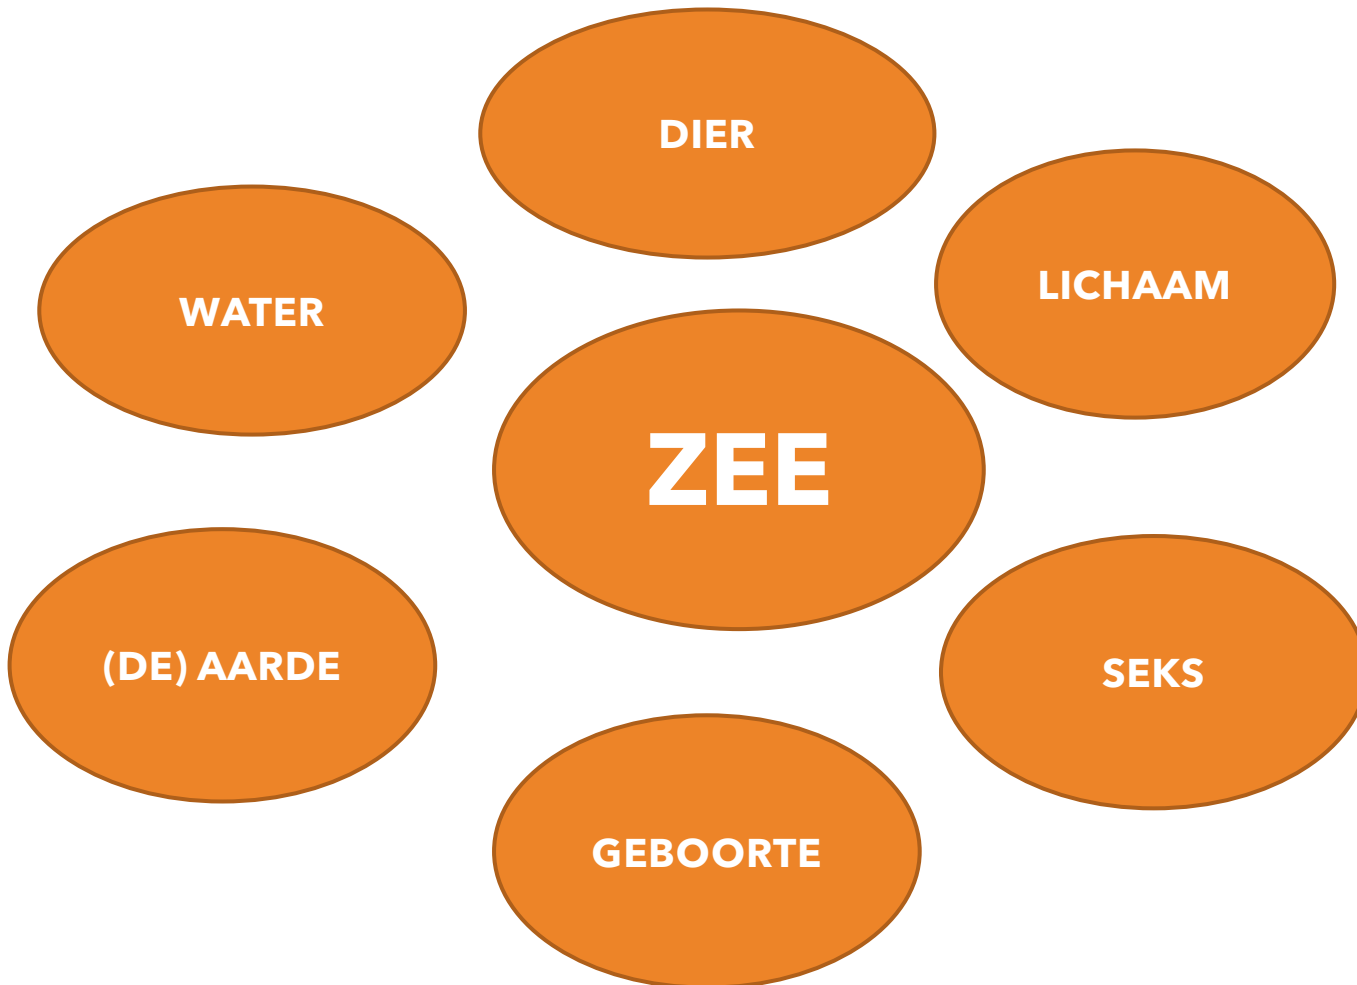 DIER
LICHAAM
WATER
ZEE
(DE) AARDE
SEKS
GEBOORTE